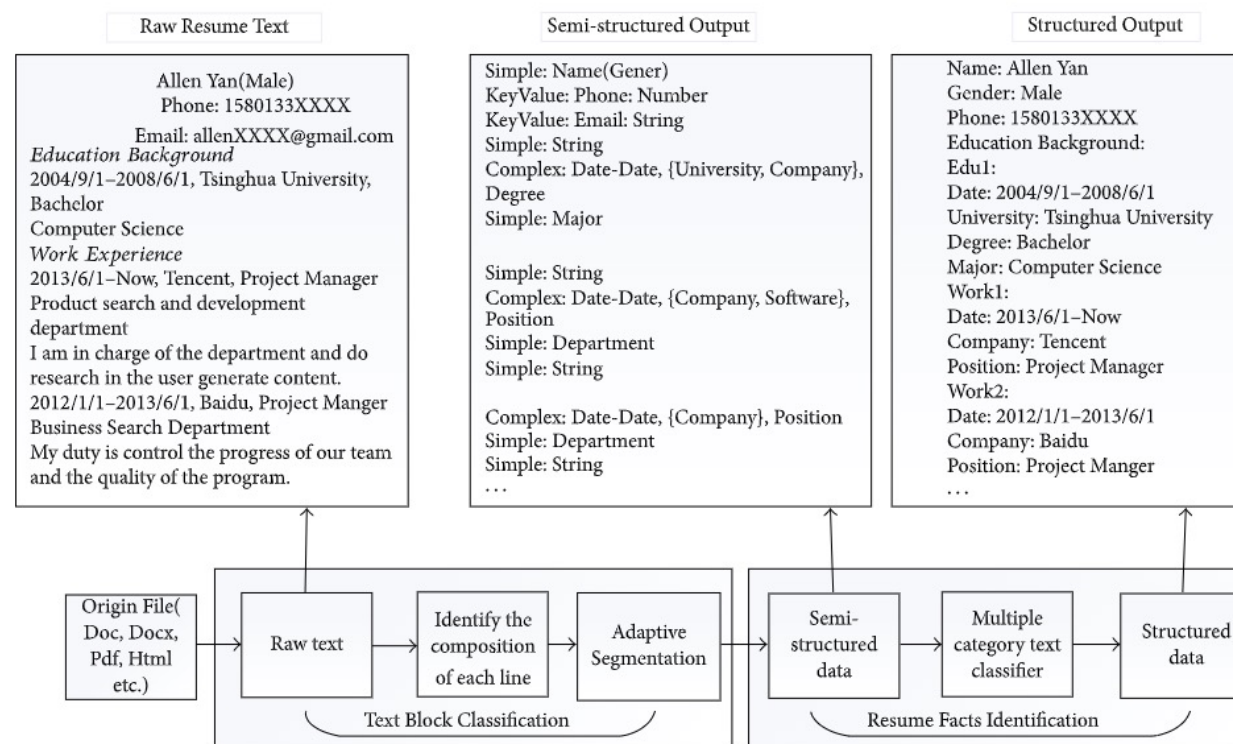 Raw Resume Text
Allen Yan(Male)
Phone: 1580133XXXX
Email: allenXXXX@gmail.com
Education Background
2004/9/1–2008/6/1, Tsinghua University,
Bachelor
Computer Science
Work Experience
2013/6/1–Now, Tencent, Project Manager
Product search and development
department
I am in charge of the department and do
research in the user generate content.
2012/1/1–2013/6/1, Baidu, Project Manger
Business Search Department
My duty is control the progress of our team
and the quality of the program.
Semi-structured Output
Simple: Name(Gener)
KeyValue: Phone: Number
KeyValue: Email: String
Simple: String
Complex: Date-Date, {University, Company},
Degree
Simple: Major
Simple: String
Complex: Date-Date, {Company, Software},
Position
Simple: Department
Simple: String
Complex: Date-Date, {Company}, Position
Simple: Department
Simple: String
. . .
Structured Output
Name: Allen Yan
Gender: Male
Phone: 1580133XXXX
Education Background:
Edu1:
Date: 2004/9/1–2008/6/1
University: Tsinghua University
Degree: Bachelor
Major: Computer Science
Work1:
Date: 2013/6/1–Now
Company: Tencent
Position: Project Manager
Work2:
Date: 2012/1/1–2013/6/1
Company: Baidu
Position: Project Manger
. . .
Origin File(
Doc, Docx,
Pdf, Html
etc.)
Raw text
Identify the
composition
of each line
Adaptive
Segmentation
Text Block Classification
Semi-
structured
data
Multiple
category text
classifier
Structured
data
Resume Facts Identification